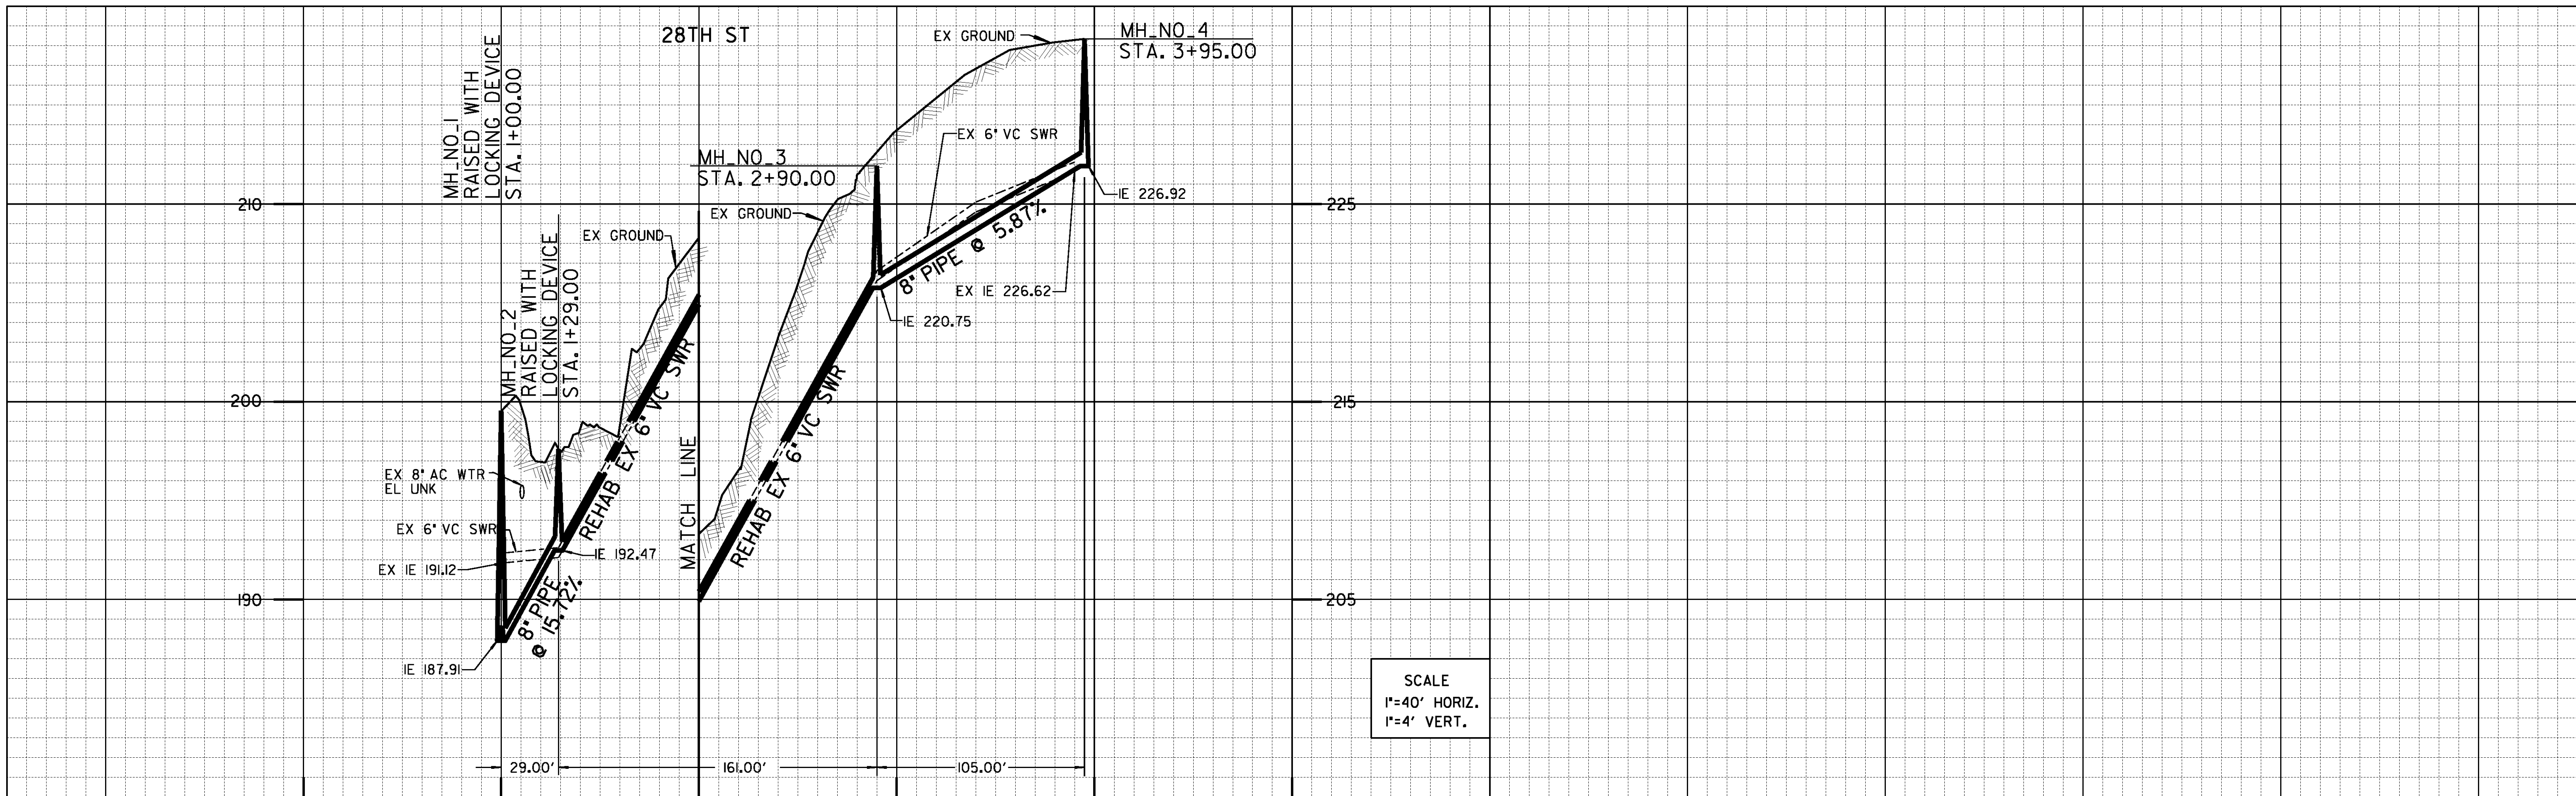 28TH ST
MH_NO_1
RAISED WITH
LOCKING DEVICE
STA. 1+00.00
MH_NO_2
RAISED WITH
LOCKING DEVICE
STA. 1+29.00
EX GROUND
MH_NO_3
STA. 2+90.00
EX GROUND
EX GROUND
MH_NO_4
STA. 3+95.00
EX 6" VC SWR
IE 226.92
8" PIPE @ 5.87%
EX IE 226.62
IE 220.75
210
200
190
225
215
205
EX 8" AC WTR
EL UNK
EX 6" VC SWR
EX IE 191.12
IE 192.47
IE 187.91
8" PIPE
@ 15.72%
REHAB EX 6" VC SWR
MATCH LINE
REHAB EX 6" VC SWR
29.00'
161.00'
105.00'
SCALE
1"=40' HORIZ.
1"=4' VERT.